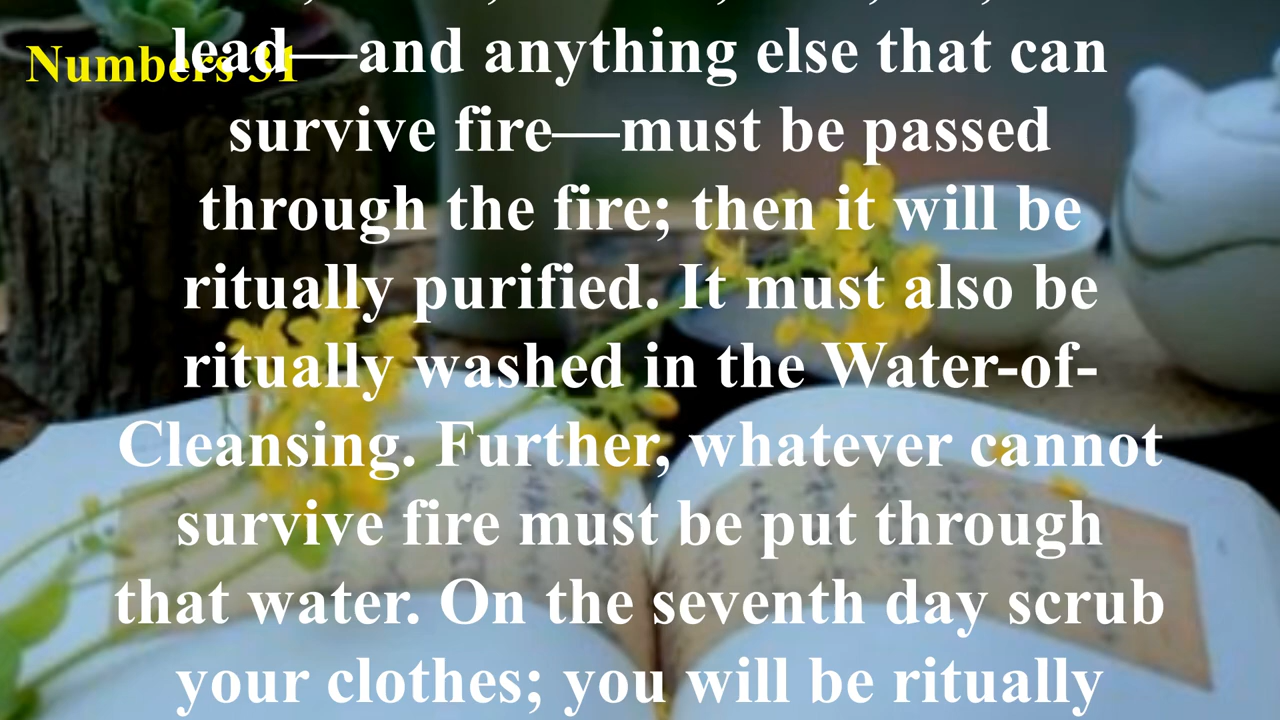 Numbers 31
lead—and anything else that can
survive fire—must be passed
through the fire; then it will be
ritually purified. It must also be
ritually washed in the Water-of-
Cleansing. Further, whatever cannot
survive fire must be put through
that water. On the seventh day scrub
your clothes; you will be ritually